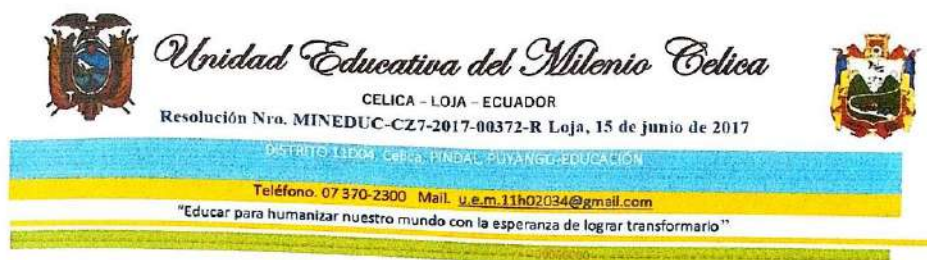 Unidad Educativa del Milenio Celica
CELICA – LOJA – ECUADOR
Resolución Nro. MINEDUC-CZ7-2017-00372-R Loja, 15 de junio de 2017
DISTRITO 11D04, Celica, PINDAL, PUYANGO-EDUCACIÓN
Teléfono. 07 370-2300 Mail. u.e.m.11h02034@gmail.com
"Educar para humanizar nuestro mundo con la esperanza de lograr transformarlo"